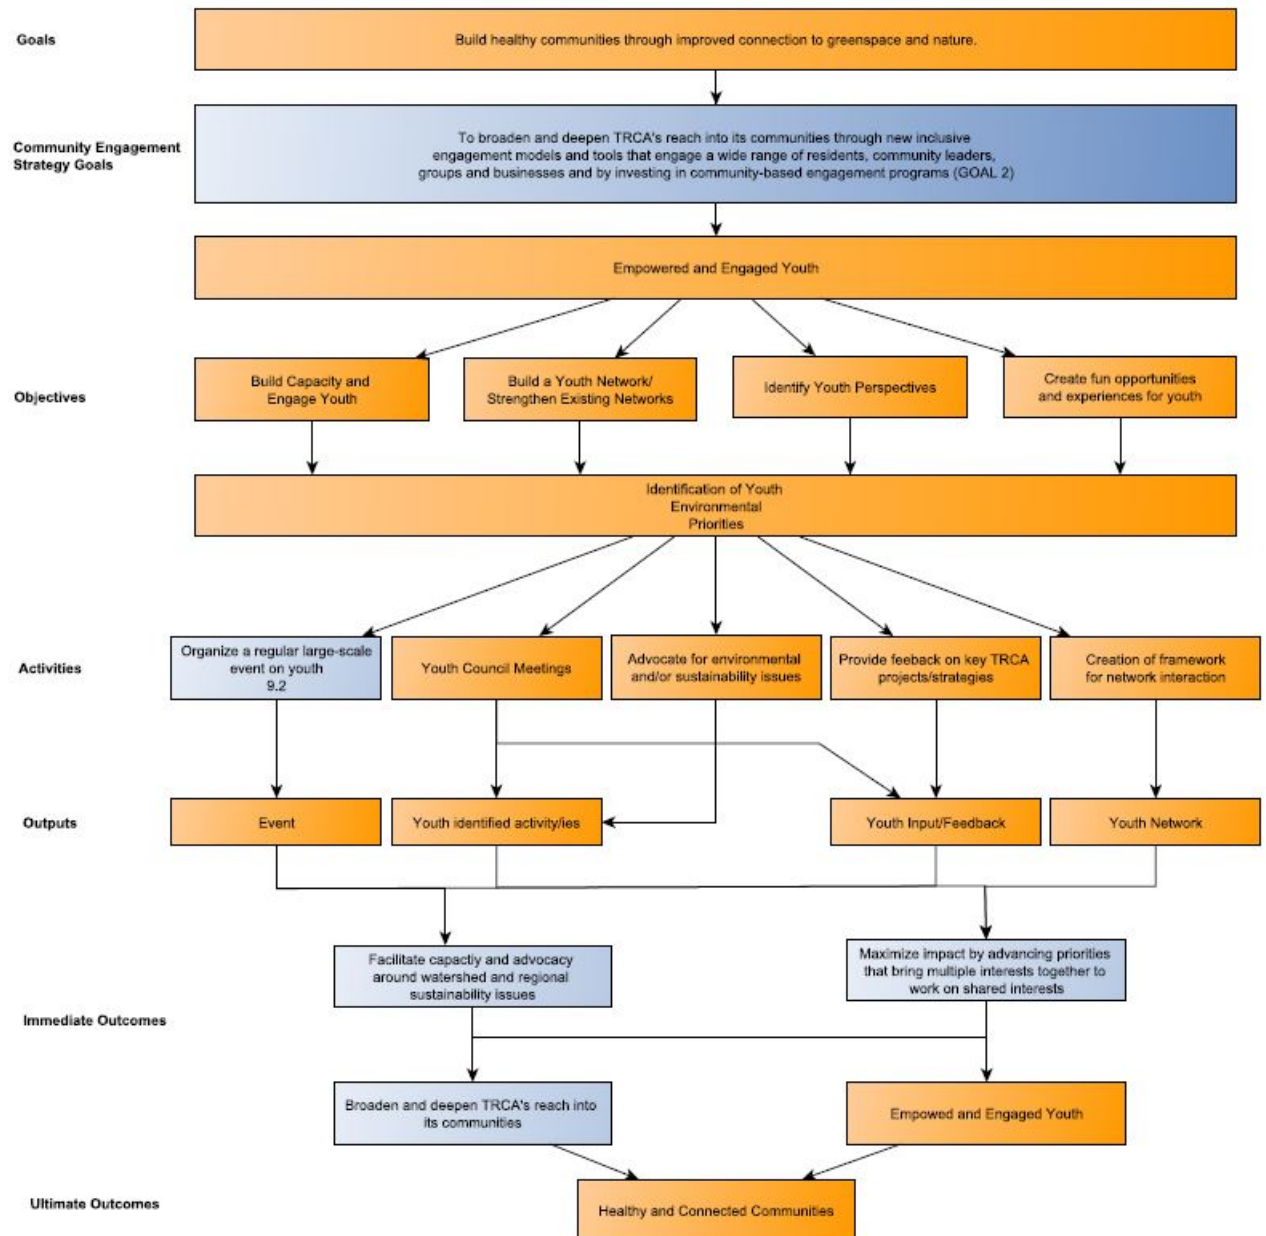 Goals
Build healthy communities through improved connection to greenspace and nature.
Community Engagement
Strategy Goals
To broaden and deepen TRCA's reach into its communities through new inclusive
engagement models and tools that engage a wide range of residents, community leaders,
groups and businesses and by investing in community-based engagement programs (GOAL 2)
Empowered and Engaged Youth
Objectives
Build Capacity and
Engage Youth
Build a Youth Network/
Strengthen Existing Networks
Identify Youth Perspectives
Create fun opportunities
and experiences for youth
Identification of Youth
Environmental
Priorities
Activities
Organize a regular large-scale
event on youth
9.2
Youth Council Meetings
Advocate for environmental
and/or sustainability issues
Provide feeback on key TRCA
projects/strategies
Creation of framework
for network interaction
Outputs
Event
Youth identified activity/ies
Youth Input/Feedback
Youth Network
Immediate Outcomes
Facilitate capactiy and advocacy
around watershed and regional
sustainability issues
Maximize impact by advancing priorities
that bring multiple interests together to
work on shared interests
Broaden and deepen TRCA's reach into
its communities
Empowed and Engaged Youth
Ultimate Outcomes
Healthy and Connected Communities